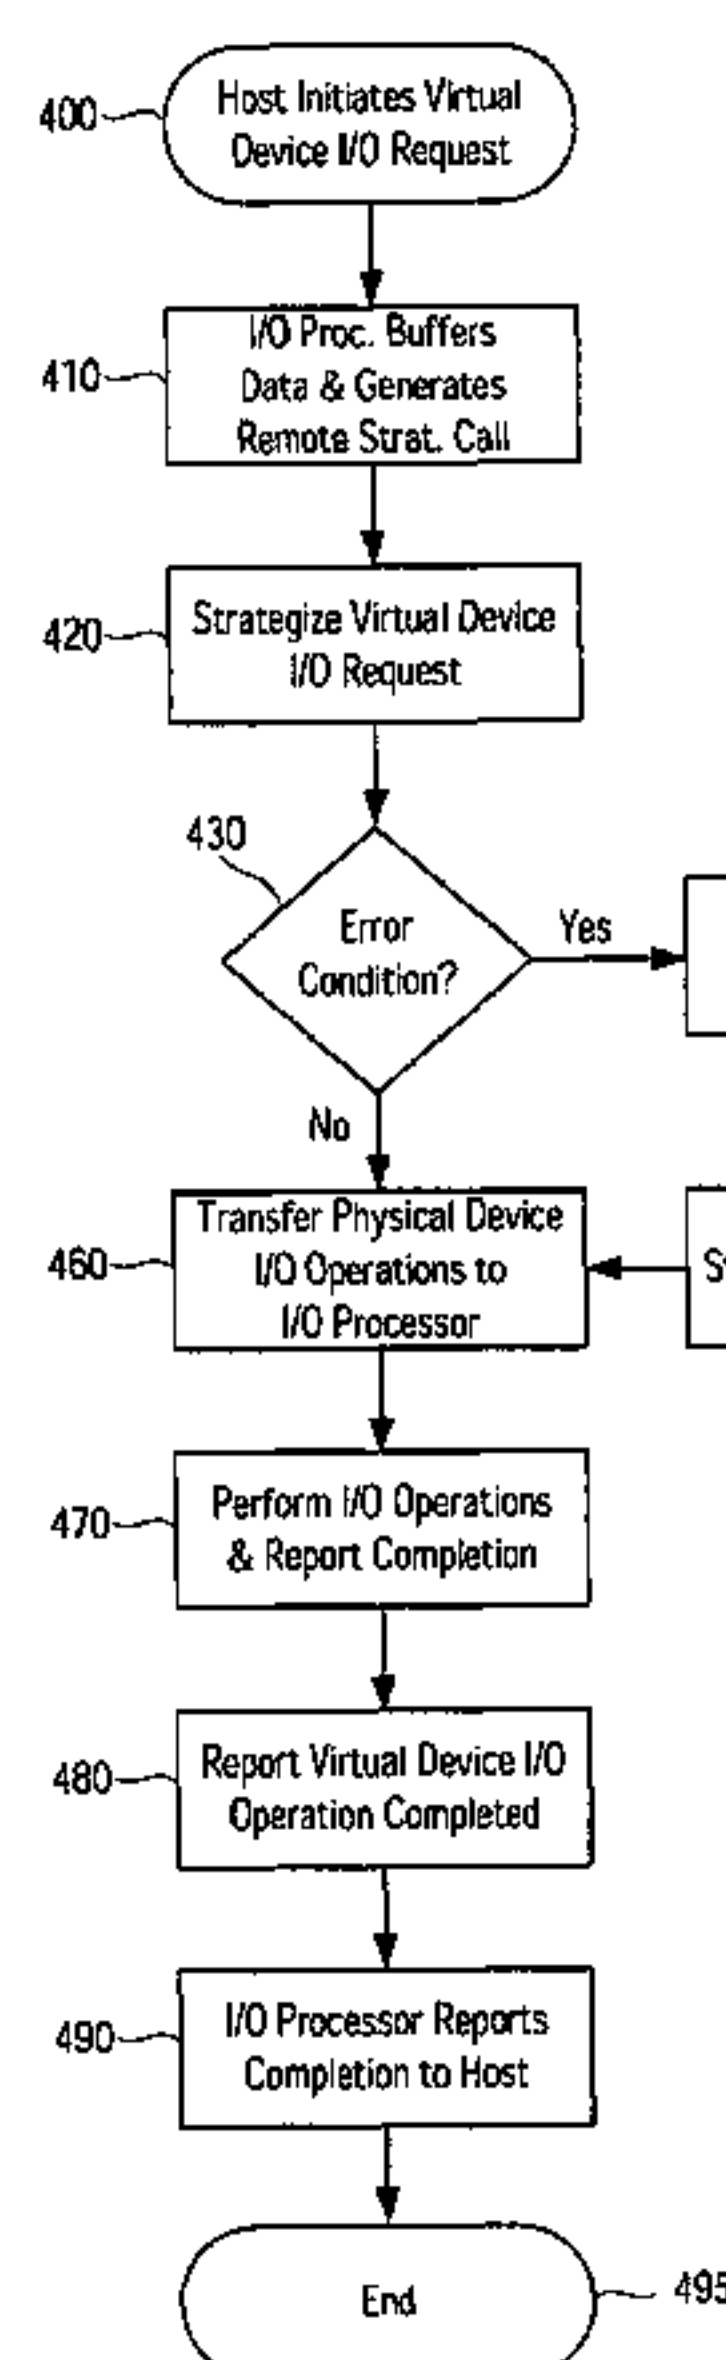 400
Host Initiates Virtual
Device I/O Request
410
I/O Proc. Buffers
Data & Generates
Remote Strat. Call
420
Strategize Virtual Device
I/O Request
430
Error
Condition?
Yes
No
460
Transfer Physical Device
I/O Operations to
I/O Processor
470
Perform I/O Operations
& Report Completion
480
Report Virtual Device I/O
Operation Completed
490
I/O Processor Reports
Completion to Host
End
495